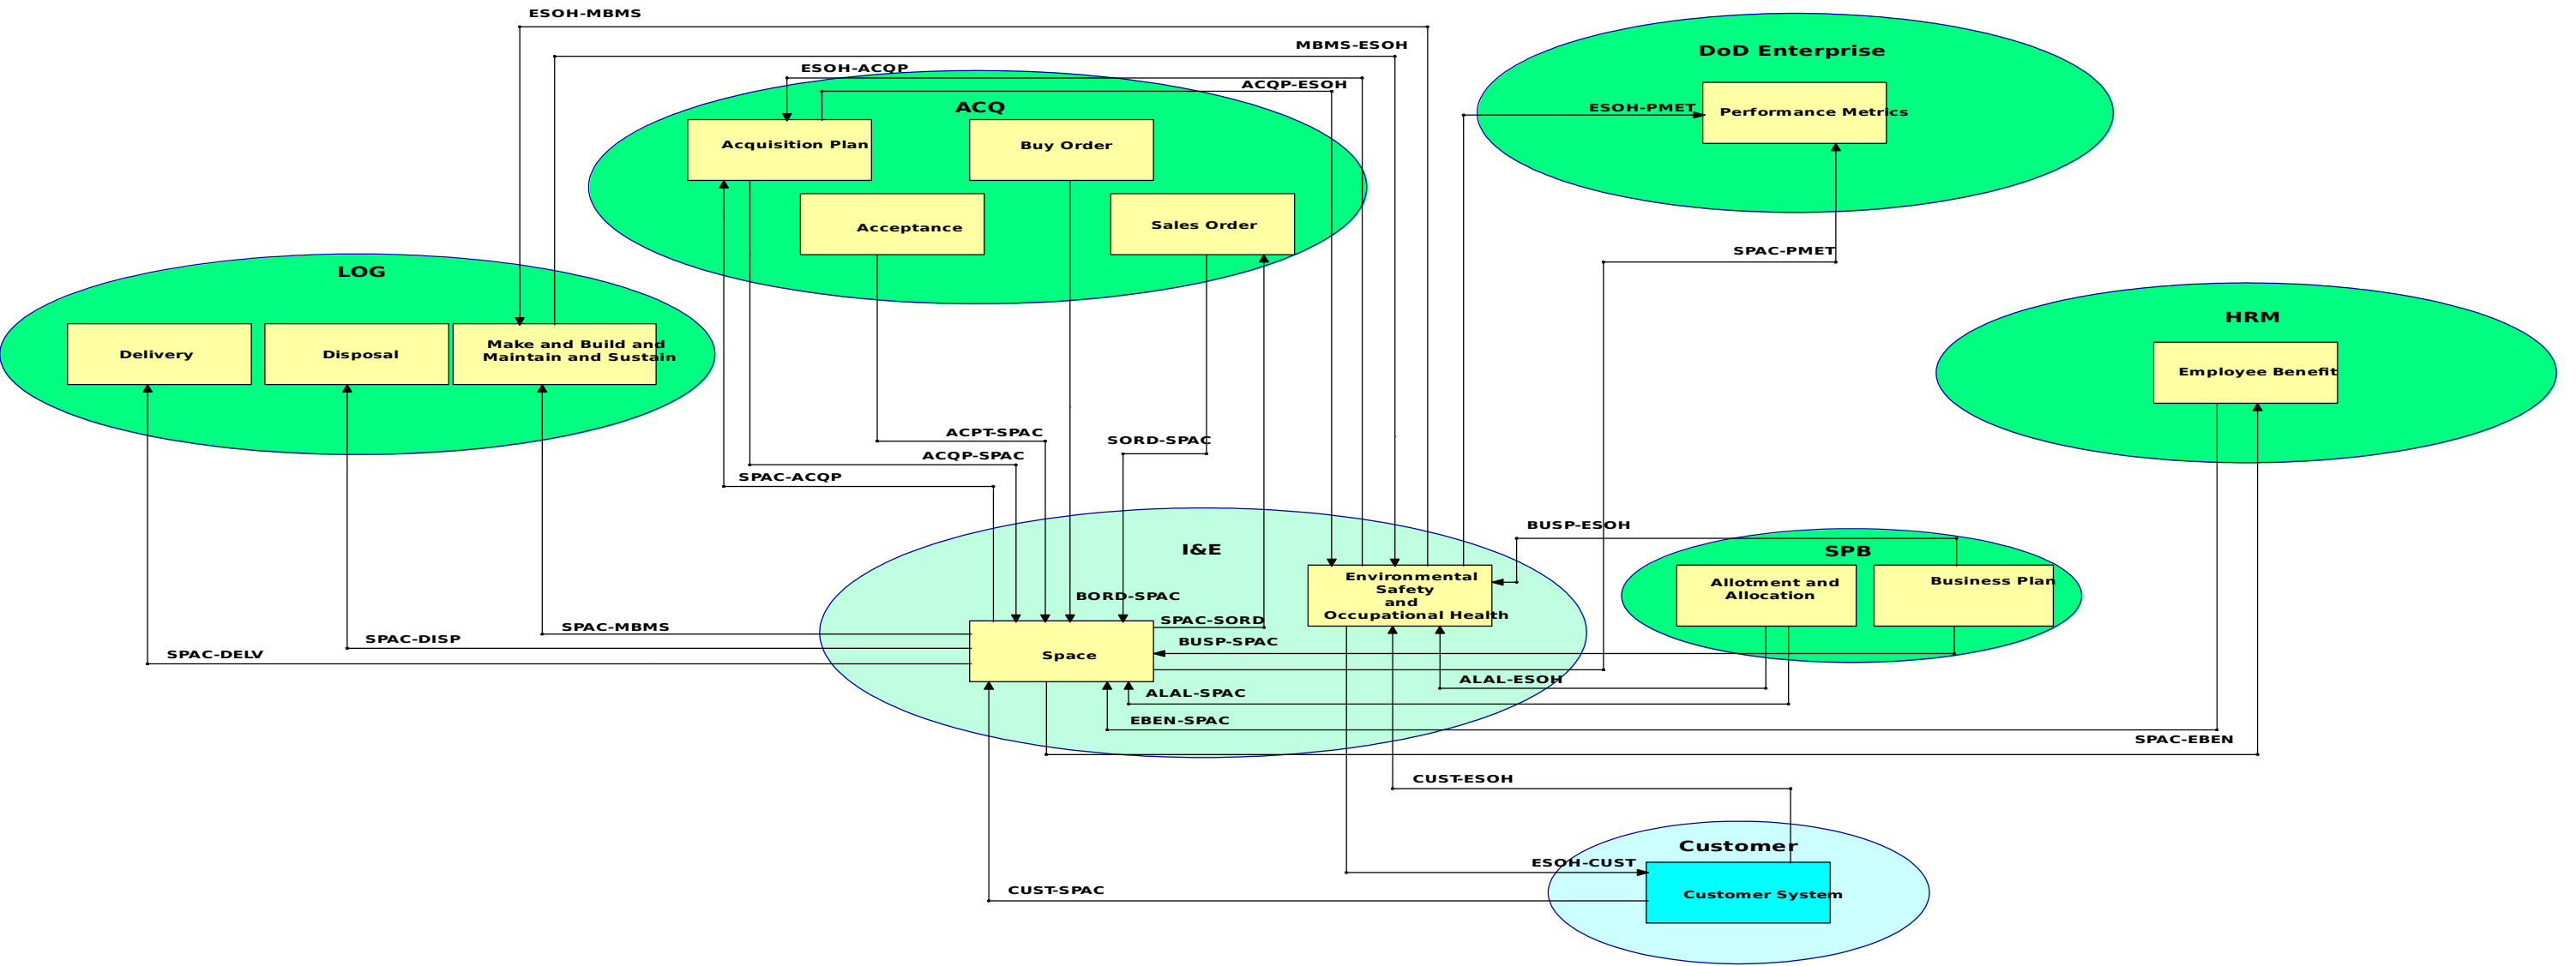 ESOH-MBMS
MBMS-ESOH
DoD Enterprise
ESOH-ACQP
ACQP-ESOH
ACQ
ESOH-PMET
Performance Metrics
Acquisition Plan
Buy Order
Acceptance
Sales Order
SPAC-PMET
LOG
HRM
Delivery
Disposal
Make and Build and
Maintain and Sustain
Employee Benefit
ACPT-SPAC
SORD-SPAC
ACQP-SPAC
SPAC-ACQP
BUSP-ESOH
I&E
SPB
Environmental
Safety
and
Occupational Health
Allotment and
Allocation
Business Plan
BORD-SPAC
SPAC-SORD
SPAC-MBMS
SPAC-DISP
SPAC-DELV
BUSP-SPAC
Space
ALAL-ESOH
ALAL-SPAC
EBEN-SPAC
SPAC-EBEN
CUST-ESOH
Customer
ESOH-CUST
CUST-SPAC
Customer System